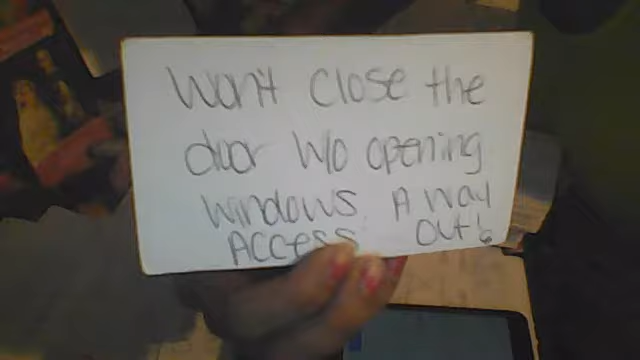 Won't close the
door W/o opening
windows. A way
Access out!